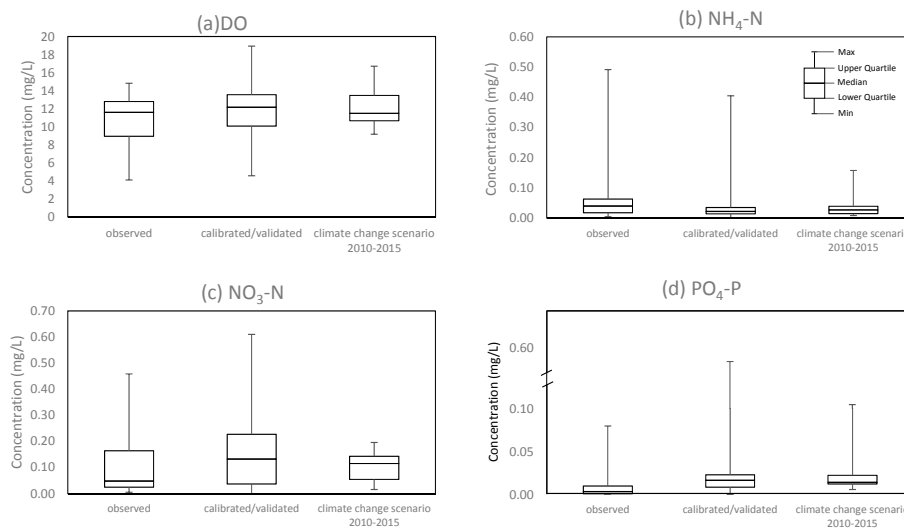 (a)DO
Concentration (mg/L)
20
18
16
14
12
10
8
6
4
2
0
observed
calibrated/validated
climate change scenario
2010-2015
(b) NH₄-N
Concentration (mg/L)
0.60
0.50
0.40
0.30
0.20
0.10
0.00
Max
Upper Quartile
Median
Lower Quartile
Min
observed
calibrated/validated
climate change scenario
2010-2015
(c) NO₃-N
Concentration (mg/L)
0.70
0.60
0.50
0.40
0.30
0.20
0.10
0.00
observed
calibrated/validated
climate change scenario
2010-2015
(d) PO₄-P
Concentration (mg/L)
0.60
0.10
0.05
0.00
observed
calibrated/validated
climate change scenario
2010-2015